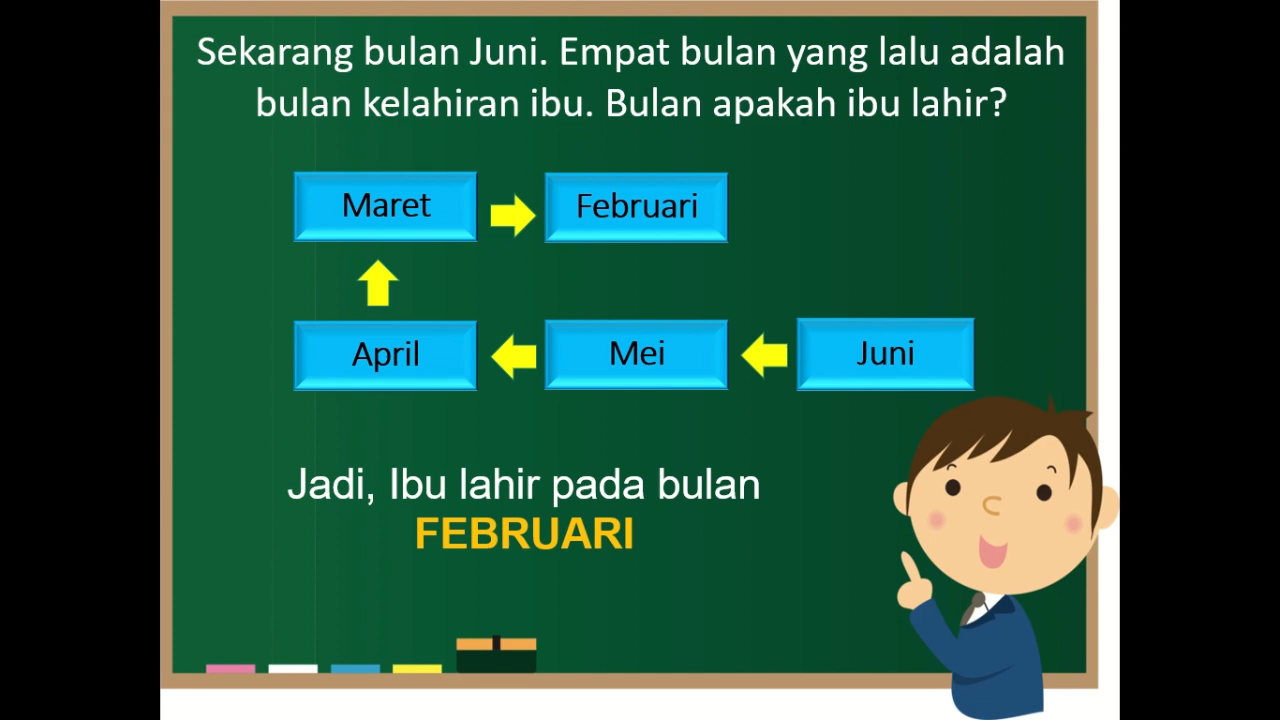 Sekarang bulan Juni. Empat bulan yang lalu adalah
bulan kelahiran ibu. Bulan apakah ibu lahir?
Maret
Februari
April
Mei
Juni
Jadi, Ibu lahir pada bulan
FEBRUARI